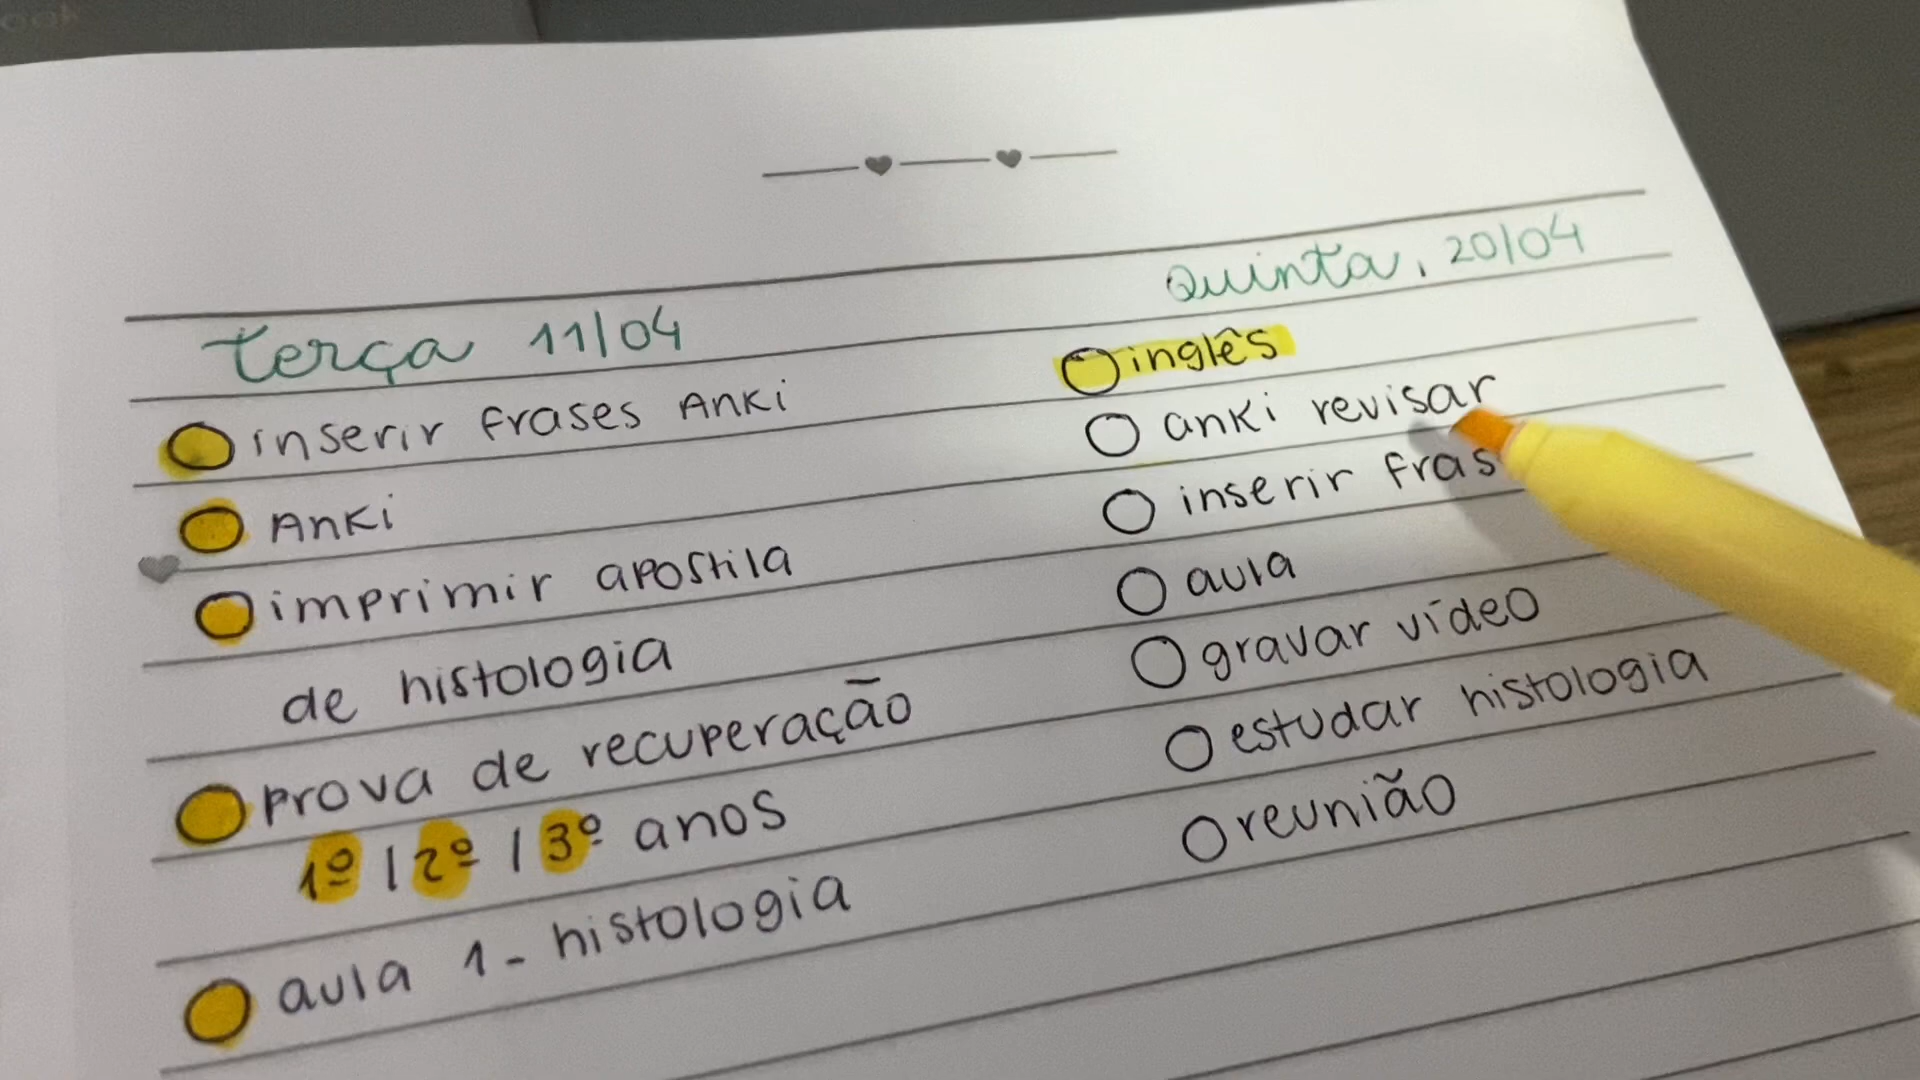 terça 11/04
inserir frases Anki
Anki
imprimir apostila
de histologia
prova de recuperação
1º / 2º / 3º anos
aula 1 - histologia
Quinta, 20/04
inglês
anki revisar
inserir
aula
gravar vídeo
estudar histologia
reunião